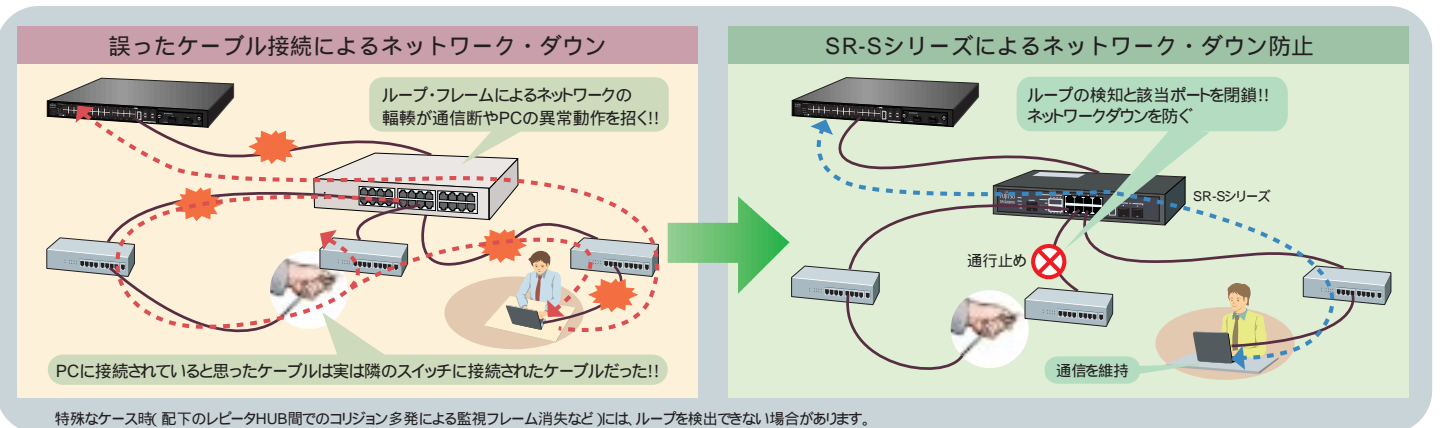 誤ったケーブル接続によるネットワーク・ダウン
ループ・フレームによるネットワークの
輻輳が通信断やPCの異常動作を招く!!
PCに接続されていると思ったケーブルは実は隣のスイッチに接続されたケーブルだった!!
SR-Sシリーズによるネットワーク・ダウン防止
ループの検知と該当ポートを閉鎖!!
ネットワークダウンを防ぐ
SR-Sシリーズ
通行止め
通信を維持
特殊なケース時(配下のレピータHUB間でのコリジョン多発による監視フレーム消失など)には、ループを検出できない場合があります。